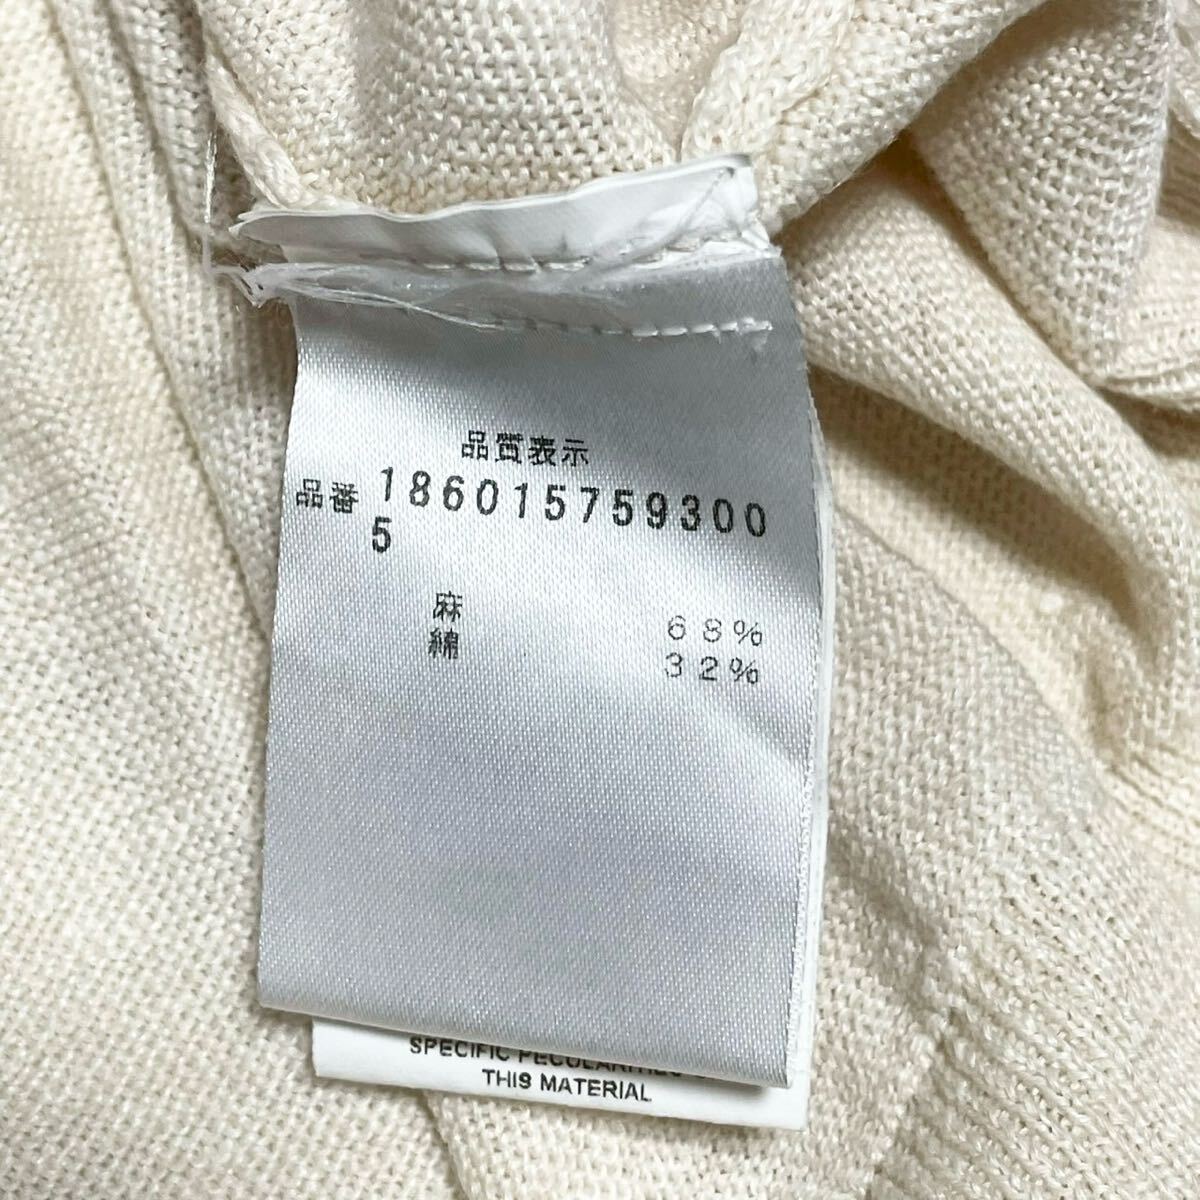 品質表示
品番 186015759300
5
麻 68%
綿 32%
SPECIFIC PECULARITIES
THIS MATERIAL